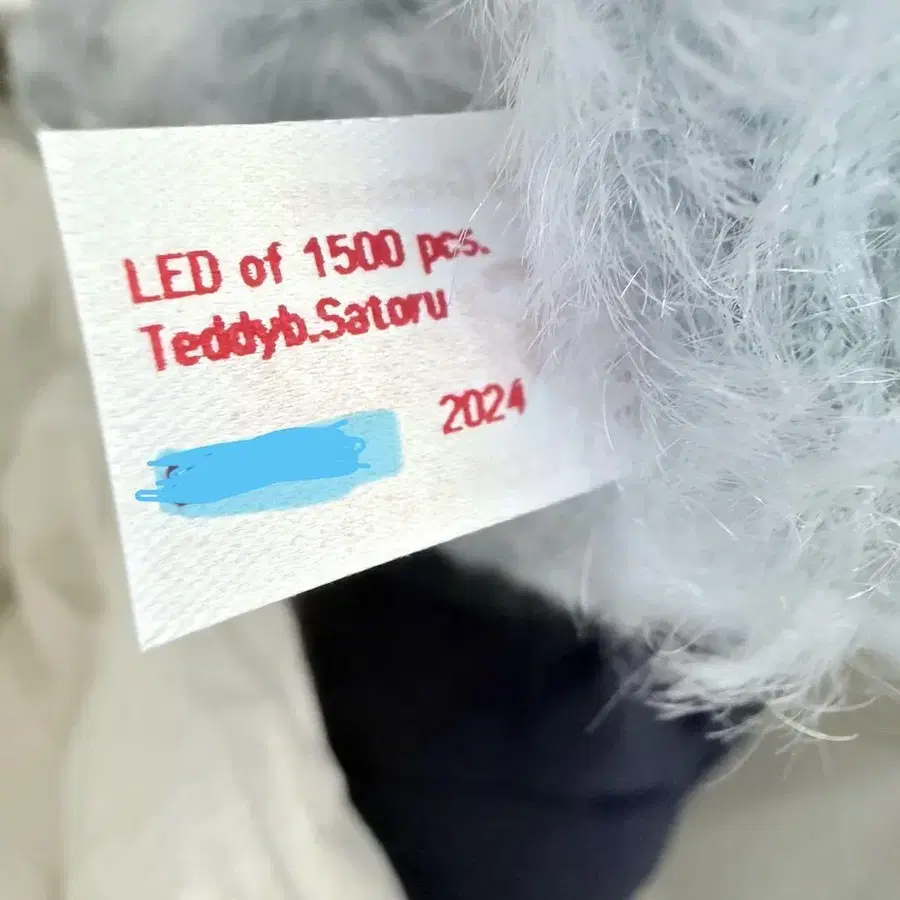 LED of 1500 pcs.
Teddyb.Satoru
2024